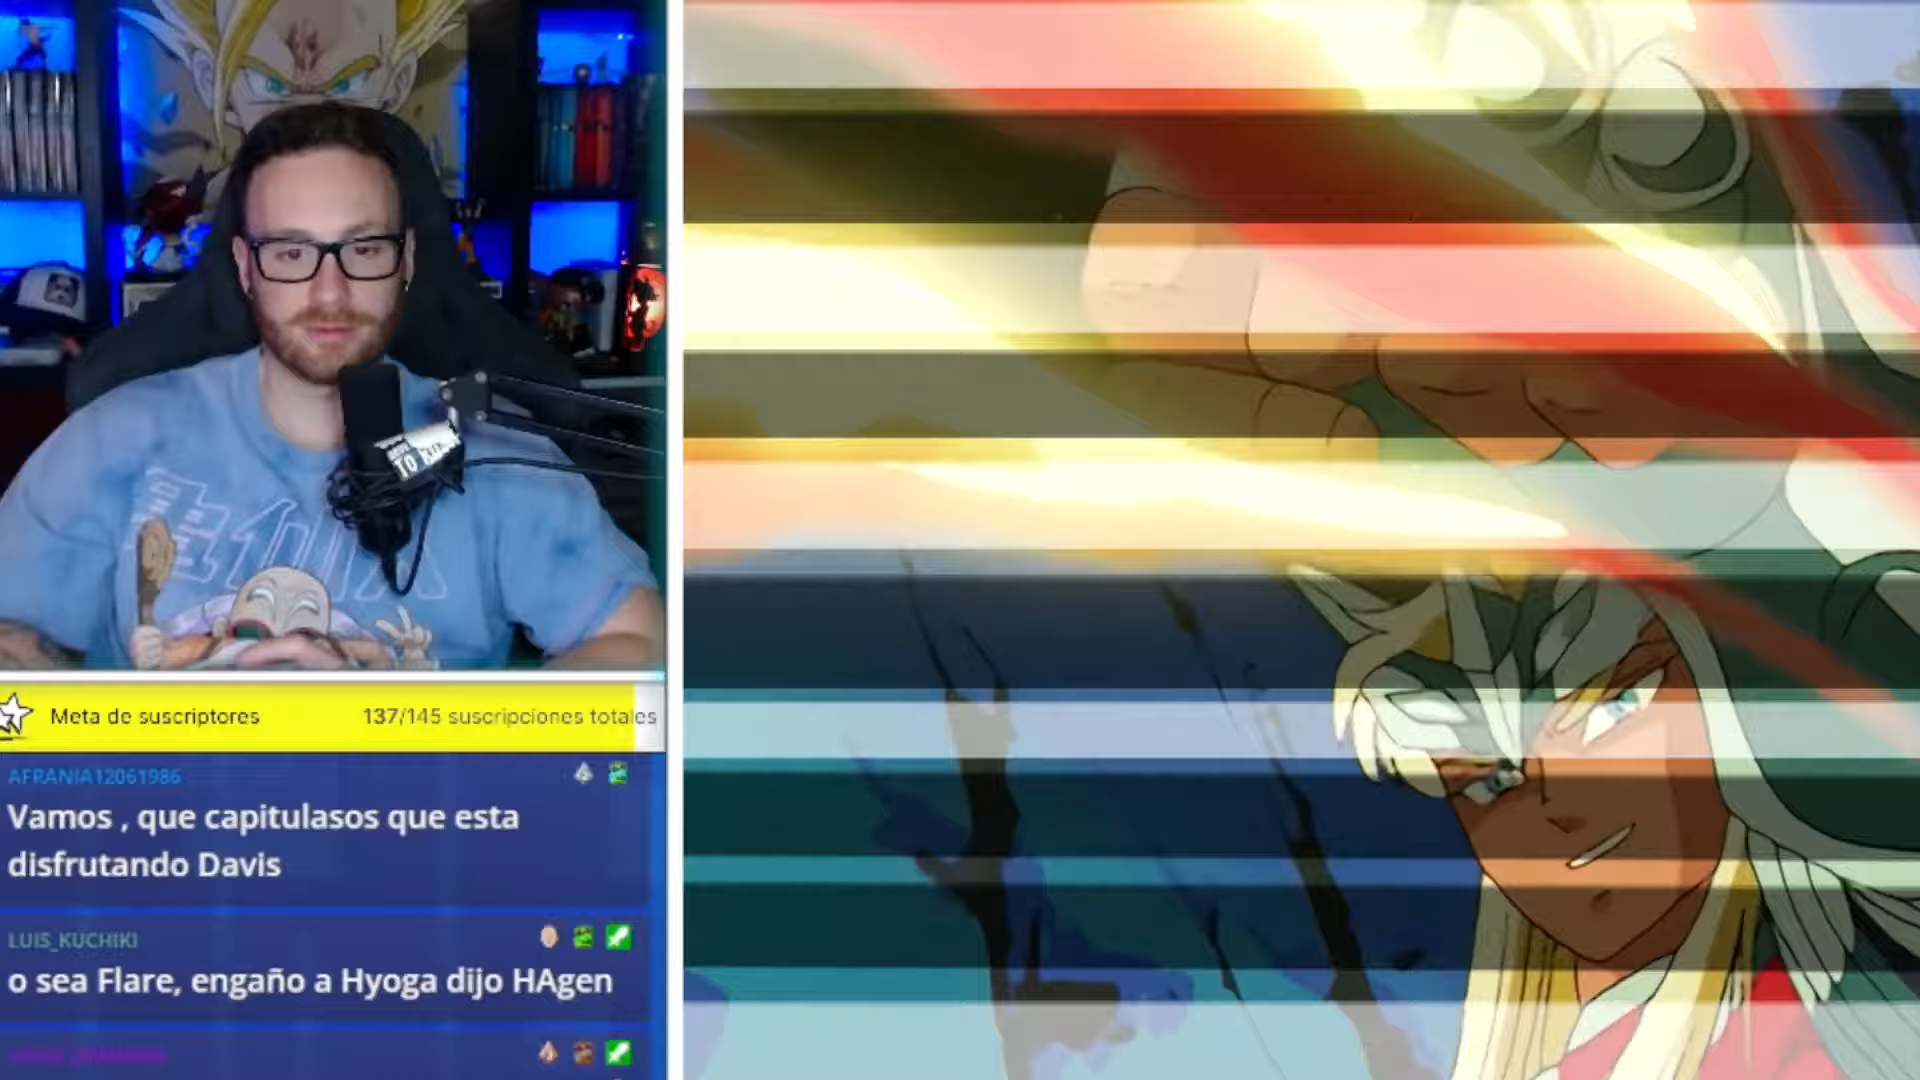 TO
Meta de suscriptores 137/145 suscripciones totales
AFRANIA12061986
Vamos , que capitulasos que esta
disfrutando Davis
LUIS_KUCHIKI
o sea Flare, engaño a Hyoga dijo HAgen